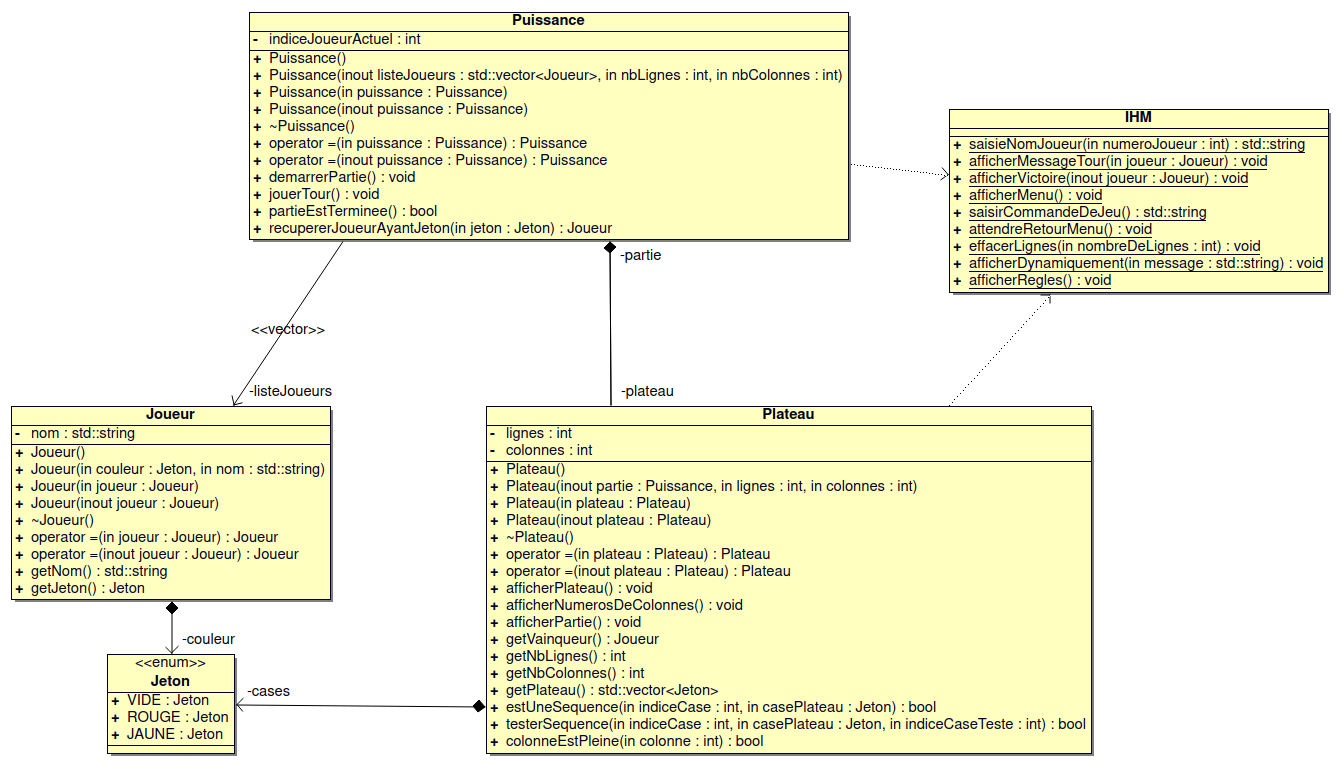 Puissance
- indiceJoueurActuel : int
+ Puissance()
+ Puissance(inout listeJoueurs : std::vector<Joueur>, in nbLignes : int, in nbColonnes : int)
+ Puissance(in puissance : Puissance)
+ Puissance(inout puissance : Puissance)
+ ~Puissance()
+ operator =(in puissance : Puissance) : Puissance
+ operator =(inout puissance : Puissance) : Puissance
+ demarrerPartie() : void
+ jouerTour() : void
+ partieEstTerminee() : bool
+ recupererJoueurAyantJeton(in jeton : Jeton) : Joueur
IHM
+ saisieNomJoueur(in numeroJoueur : int) : std::string
+ afficherMessageTour(in joueur : Joueur) : void
+ afficherVictoire(inout joueur : Joueur) : void
+ afficherMenu() : void
+ saisirCommandeDeJeu() : std::string
+ attendreRetourMenu() : void
+ effacerLignes(in nombreDeLignes : int) : void
+ afficherDynamiquement(in message : std::string) : void
+ afficherRegles() : void
-partie
<<vector>>
-listeJoueurs
-plateau
Joueur
- nom : std::string
+ Joueur()
+ Joueur(in couleur : Jeton, in nom : std::string)
+ Joueur(in joueur : Joueur)
+ Joueur(inout joueur : Joueur)
+ ~Joueur()
+ operator =(in joueur : Joueur) : Joueur
+ operator =(inout joueur : Joueur) : Joueur
+ getNom() : std::string
+ getJeton() : Jeton
Plateau
- lignes : int
- colonnes : int
+ Plateau()
+ Plateau(inout partie : Puissance, in lignes : int, in colonnes : int)
+ Plateau(in plateau : Plateau)
+ Plateau(inout plateau : Plateau)
+ ~Plateau()
+ operator =(in plateau : Plateau) : Plateau
+ operator =(inout plateau : Plateau) : Plateau
+ afficherPlateau() : void
+ afficherNumerosDeColonnes() : void
+ afficherPartie() : void
+ getVainqueur() : Joueur
+ getNbLignes() : int
+ getNbColonnes() : int
+ getPlateau() : std::vector<Jeton>
+ estUneSequence(in indiceCase : int, in casePlateau : Jeton) : bool
+ testerSequence(in indiceCase : int, in casePlateau : Jeton, in indiceCaseTeste : int) : bool
+ colonneEstPleine(in colonne : int) : bool
-couleur
<<enum>>
Jeton
+ VIDE : Jeton
+ ROUGE : Jeton
+ JAUNE : Jeton
-cases